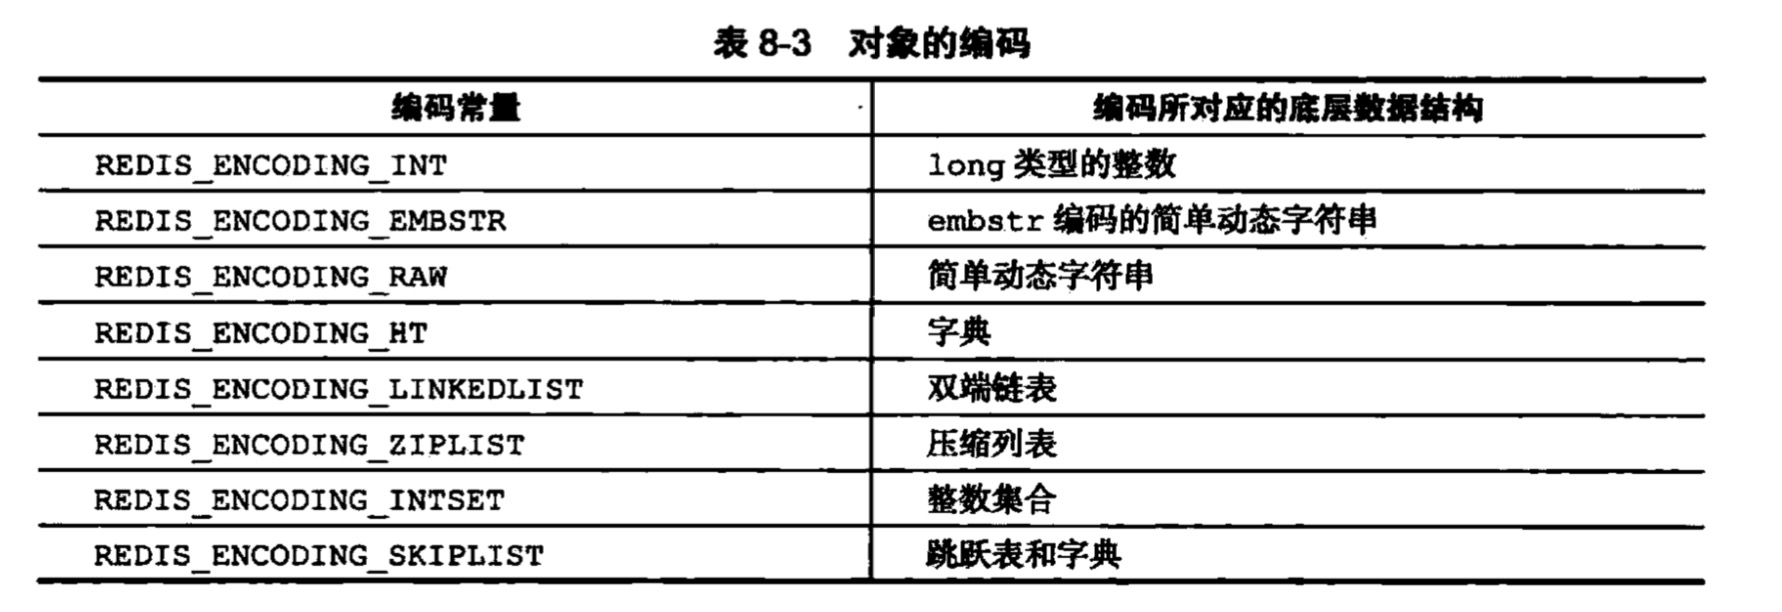 表 8-3 对象的编码
编码常量 编码所对应的底层数据结构
REDIS_ENCODING_INT long 类型的整数
REDIS_ENCODING_EMBSTR embstr 编码的简单动态字符串
REDIS_ENCODING_RAW 简单动态字符串
REDIS_ENCODING_HT 字典
REDIS_ENCODING_LINKEDLIST 双端链表
REDIS_ENCODING_ZIPLIST 压缩列表
REDIS_ENCODING_INTSET 整数集合
REDIS_ENCODING_SKIPLIST 跳跃表和字典